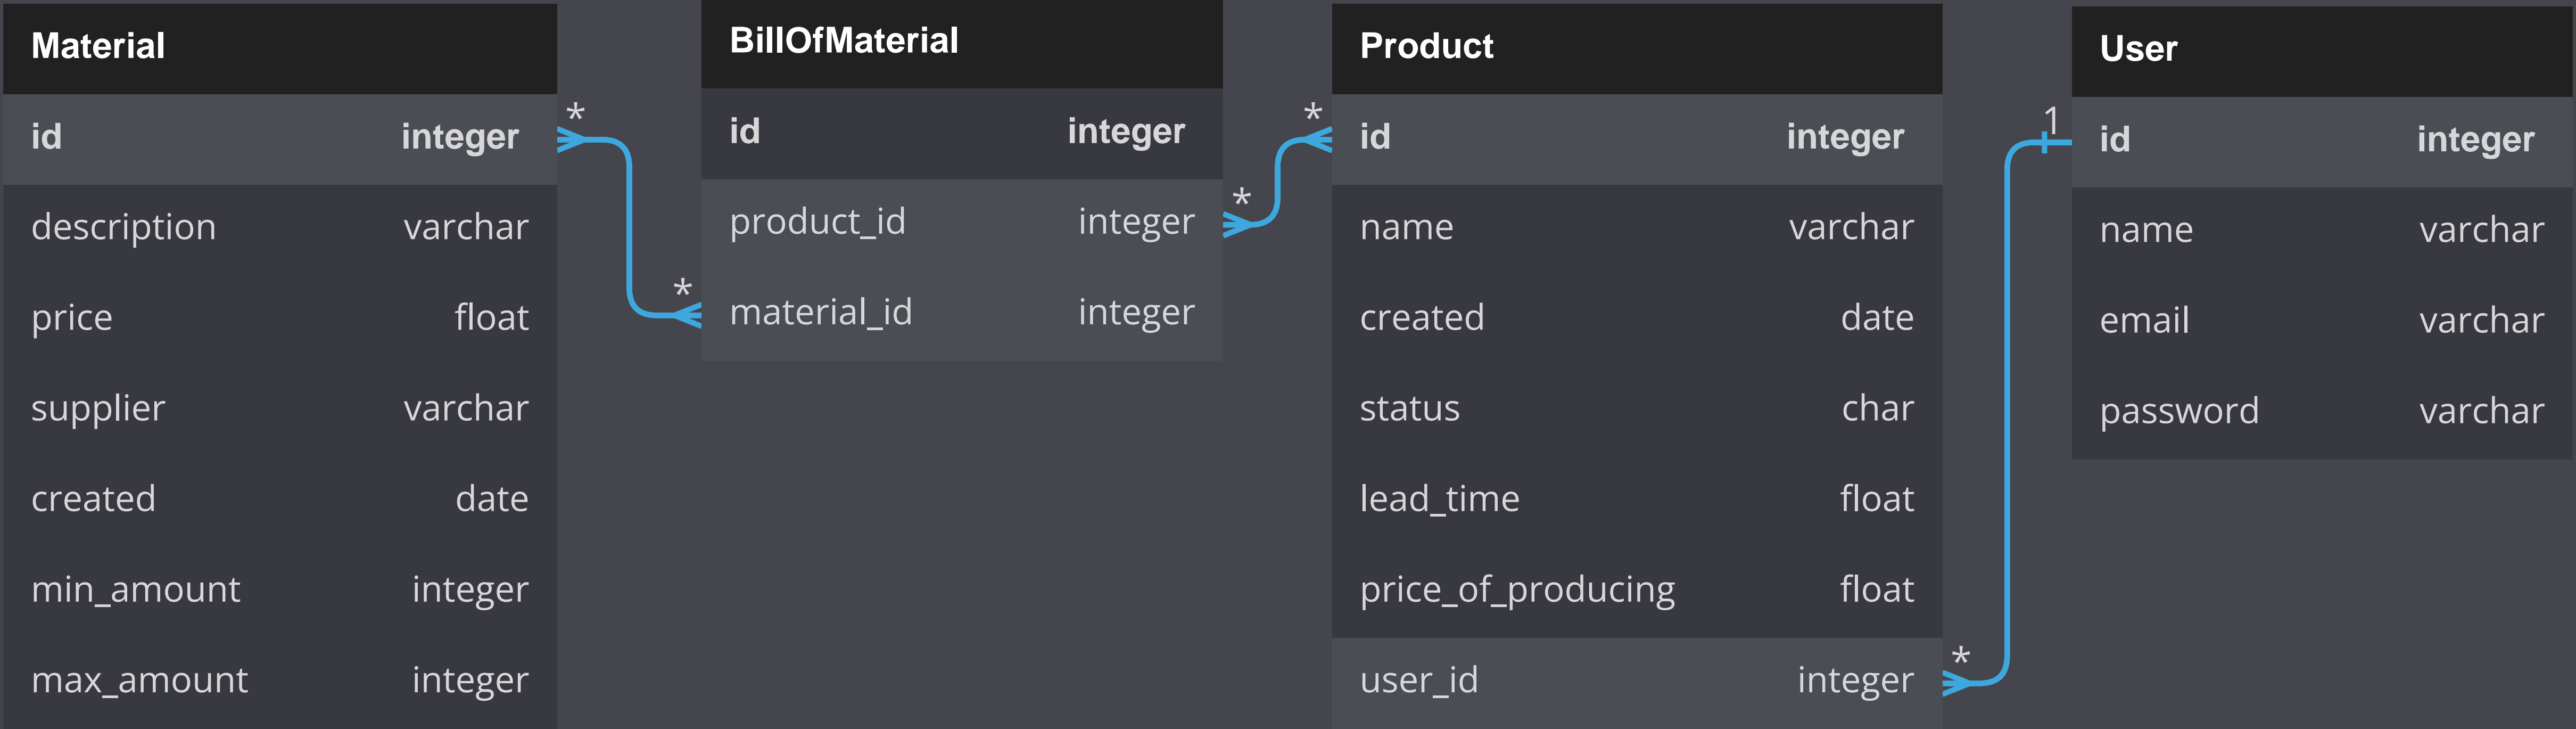 Material
id integer
description varchar
price float
supplier varchar
created date
min_amount integer
max_amount integer
*
*
BillOfMaterial
id integer
product_id integer
material_id integer
*
*
Product
id integer
name varchar
created date
status char
lead_time float
price_of_producing float
user_id integer
*
1
User
id integer
name varchar
email varchar
password varchar